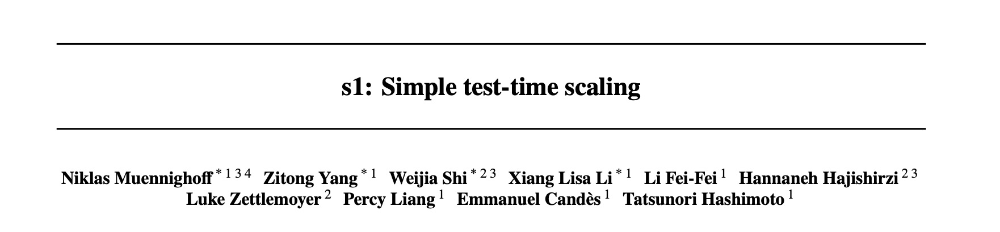 s1: Simple test-time scaling
Niklas Muennighoff * 1 3 4 Zitong Yang * 1 Weijia Shi * 2 3 Xiang Lisa Li * 1 Li Fei-Fei 1 Hannaneh Hajishirzi 2 3
Luke Zettlemoyer 2 Percy Liang 1 Emmanuel Candès 1 Tatsunori Hashimoto 1